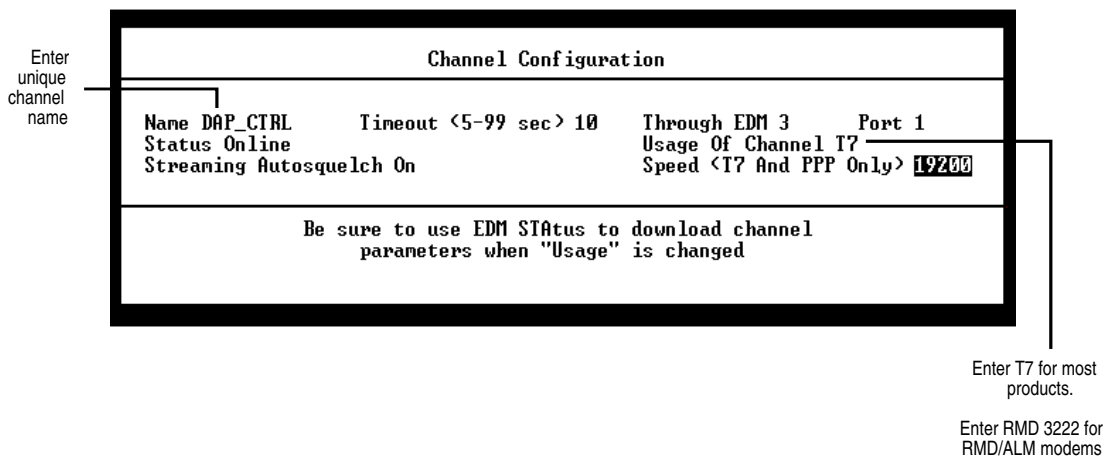 Enter
unique
channel
name
Channel Configuration
Name DAP_CTRL Timeout <5-99 sec> 10 Through EDM 3 Port 1
Status Online Usage Of Channel T7
Streaming Autosquelch On Speed <T7 And PPP Only> 19200
Be sure to use EDM STAtus to download channel
parameters when "Usage" is changed
Enter T7 for most
products.
Enter RMD 3222 for
RMD/ALM modems